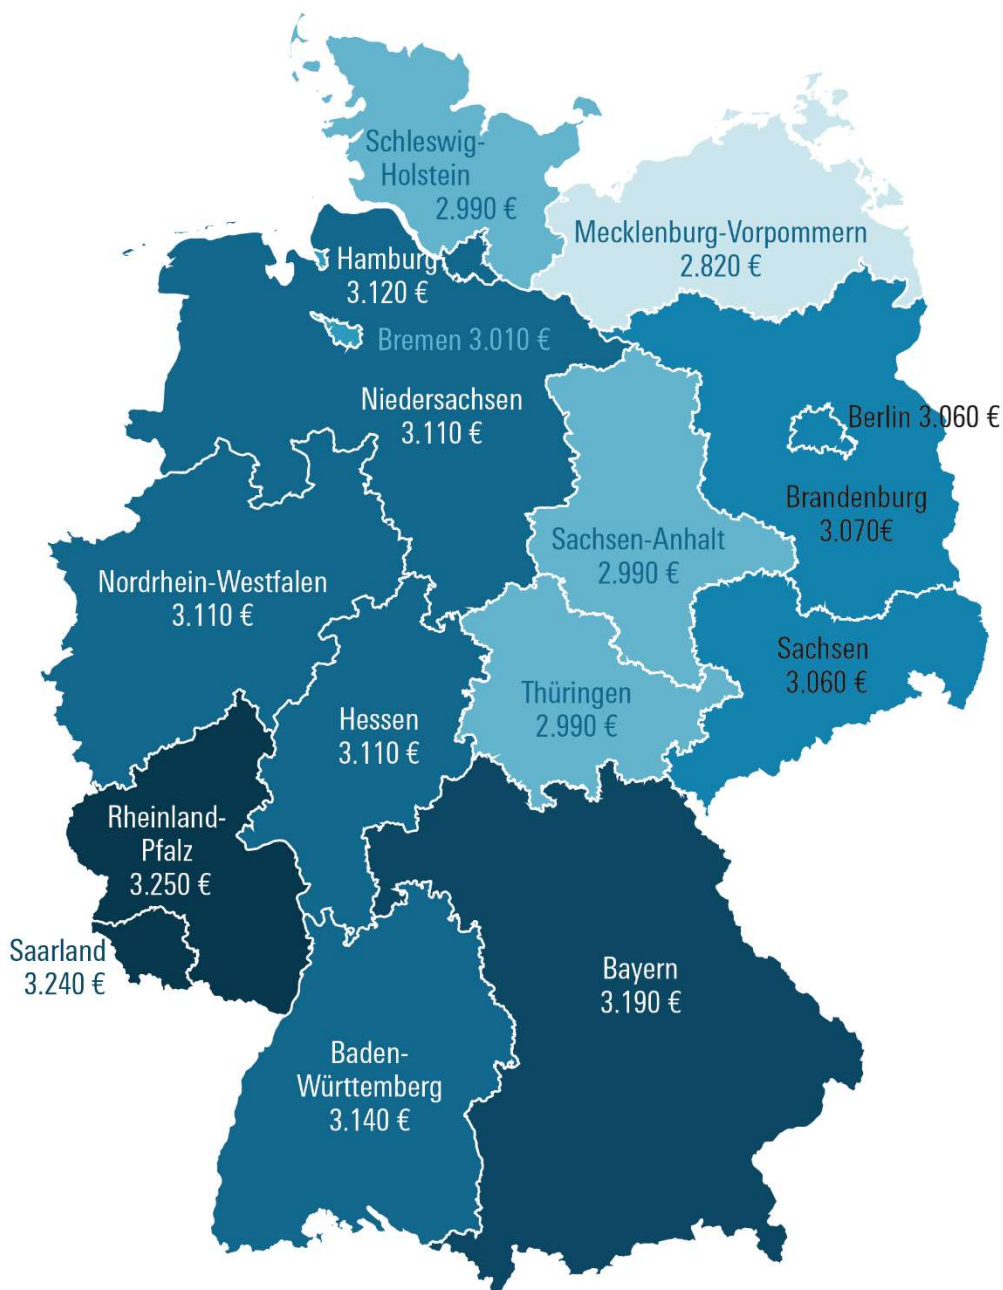 Schleswig-
Holstein
2.990 €
Mecklenburg-Vorpommern
2.820 €
Hamburg
3.120 €
Bremen 3.010 €
Niedersachsen
3.110 €
Berlin 3.060 €
Brandenburg
3.070€
Sachsen-Anhalt
2.990 €
Nordrhein-Westfalen
3.110 €
Sachsen
3.060 €
Thüringen
2.990 €
Hessen
3.110 €
Rheinland-
Pfalz
3.250 €
Saarland
3.240 €
Bayern
3.190 €
Baden-
Württemberg
3.140 €